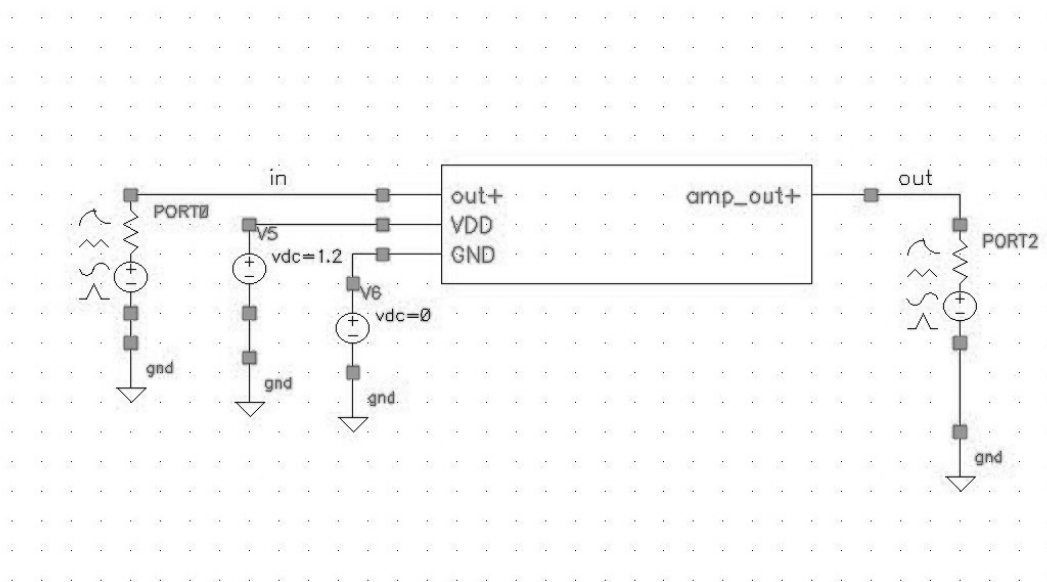 in
out
out+
amp_out+
PORT0
VDD
V5
PORT2
vdc=1.2
GND
V6
vdc=0
gnd
gnd
gnd
gnd